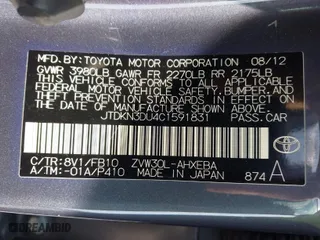 MFD. BY: TOYOTA MOTOR CORPORATION 08/12
GVWR 3980LB GAWR FR 2270LB RR 2175LB
THIS VEHICLE CONFORMS TO ALL APPLICABLE
FEDERAL MOTOR VEHICLE SAFETY, BUMPER, AND
THEFT PREVENTION STANDARDS IN EFFECT ON THE DATE
OF MANUFACTURE SHOWN ABOVE.
JTDKN3DU4C1591831 PASS.CAR
C/TR:8V1/FB10 ZVW30L-AHXEBA
A/TM:-01A/P410 MADE IN JAPAN 874 A